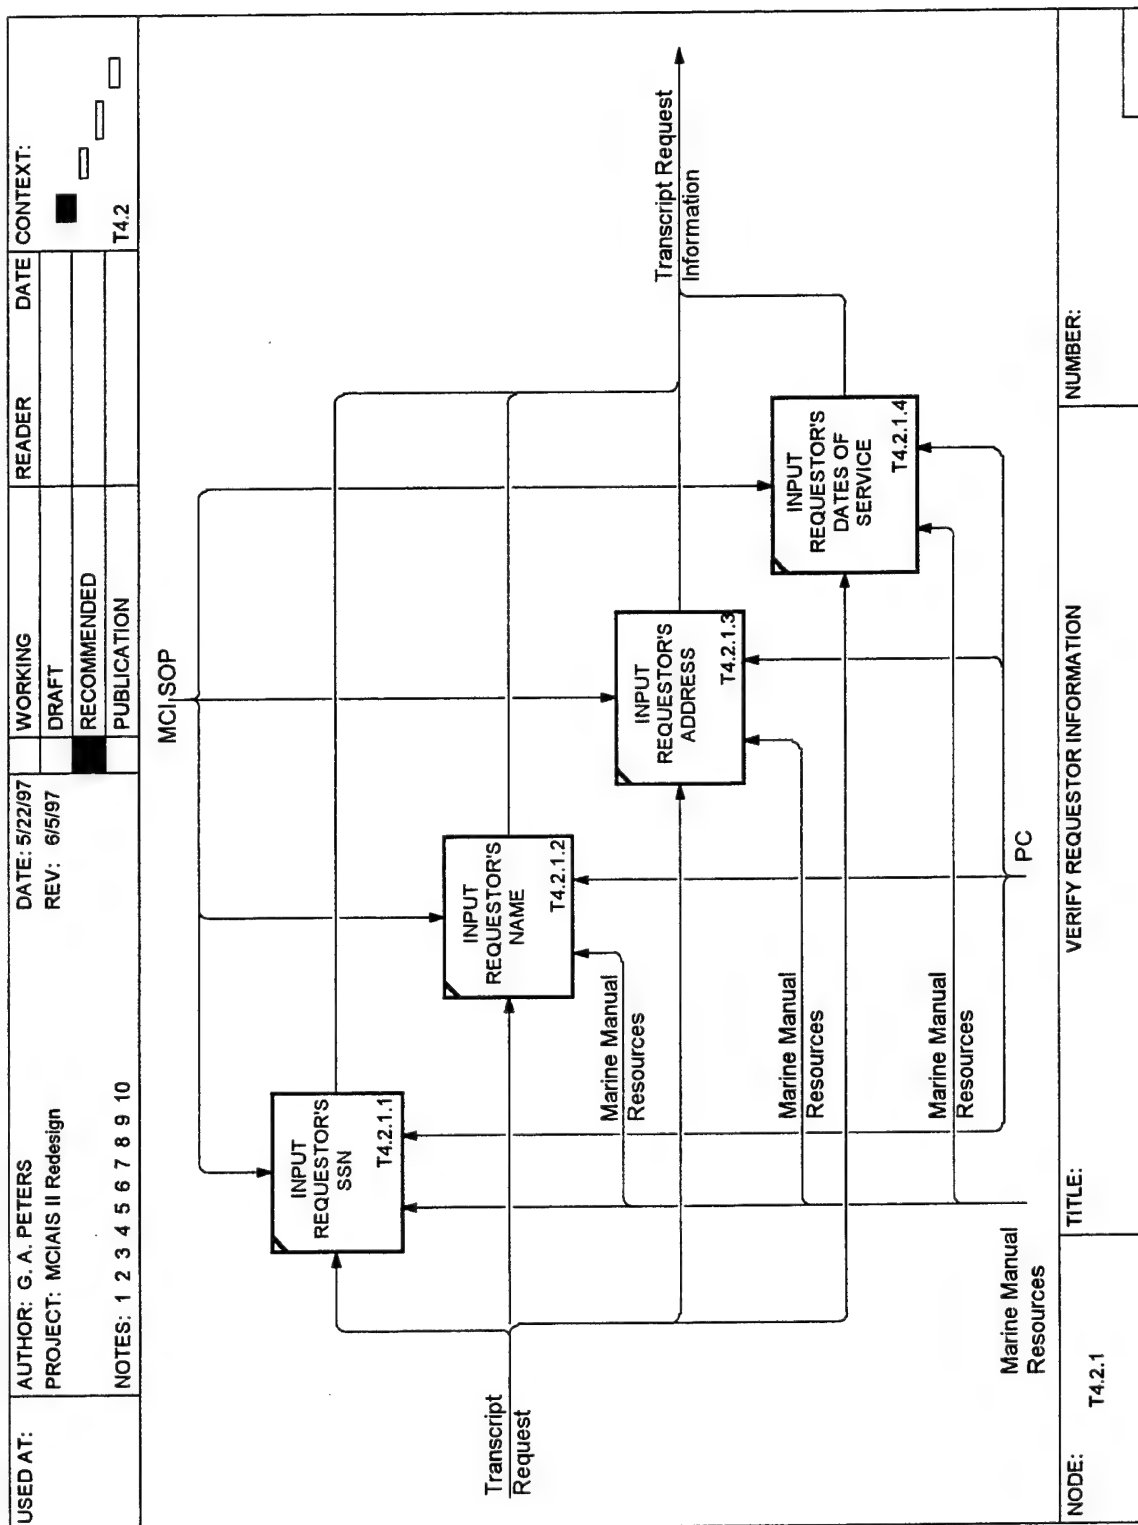 USED AT:
AUTHOR: G. A. PETERS
PROJECT: MCIAIS II Redesign
NOTES: 1 2 3 4 5 6 7 8 9 10
DATE: 5/22/97
REV: 6/5/97
WORKING
DRAFT
RECOMMENDED
PUBLICATION
READER
DATE
CONTEXT:
T4.2
MCI SOP
INPUT
REQUESTOR'S
SSN
T4.2.1.1
INPUT
REQUESTOR'S
NAME
T4.2.1.2
INPUT
REQUESTOR'S
ADDRESS
T4.2.1.3
INPUT
REQUESTOR'S
DATES OF
SERVICE
T4.2.1.4
Transcript
Request
Transcript Request
Information
Marine Manual
Resources
Marine Manual
Resources
Marine Manual
Resources
Marine Manual
Resources
PC
NODE:
T4.2.1
TITLE:
VERIFY REQUESTOR INFORMATION
NUMBER: